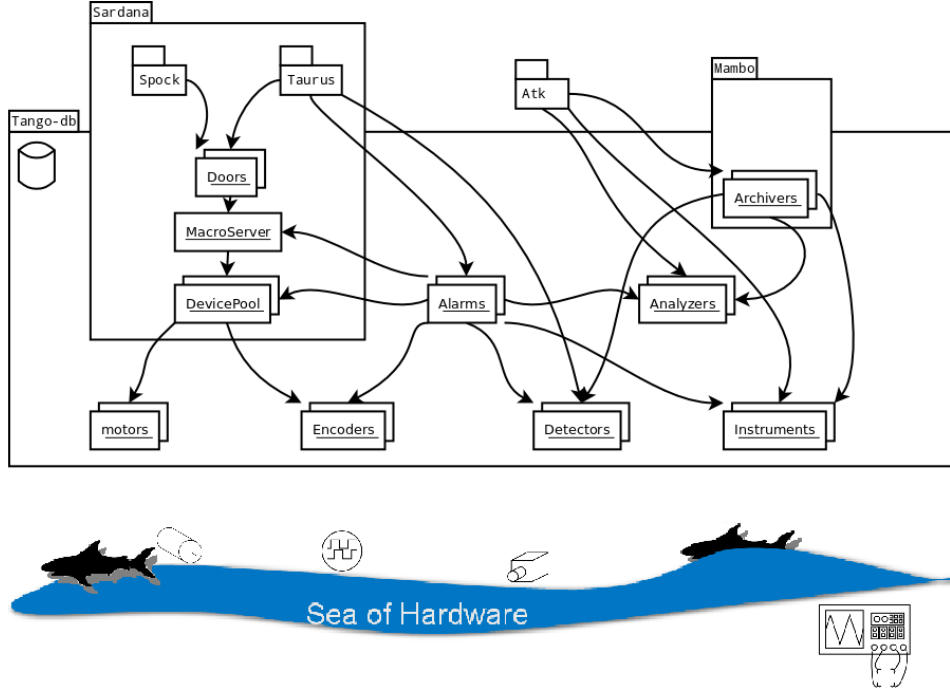 Sardana
Spock
Taurus
Atk
Mambo
Tango-db
Doors
Archivers
MacroServer
DevicePool
Alarms
Analyzers
motors
Encoders
Detectors
Instruments
Sea of Hardware